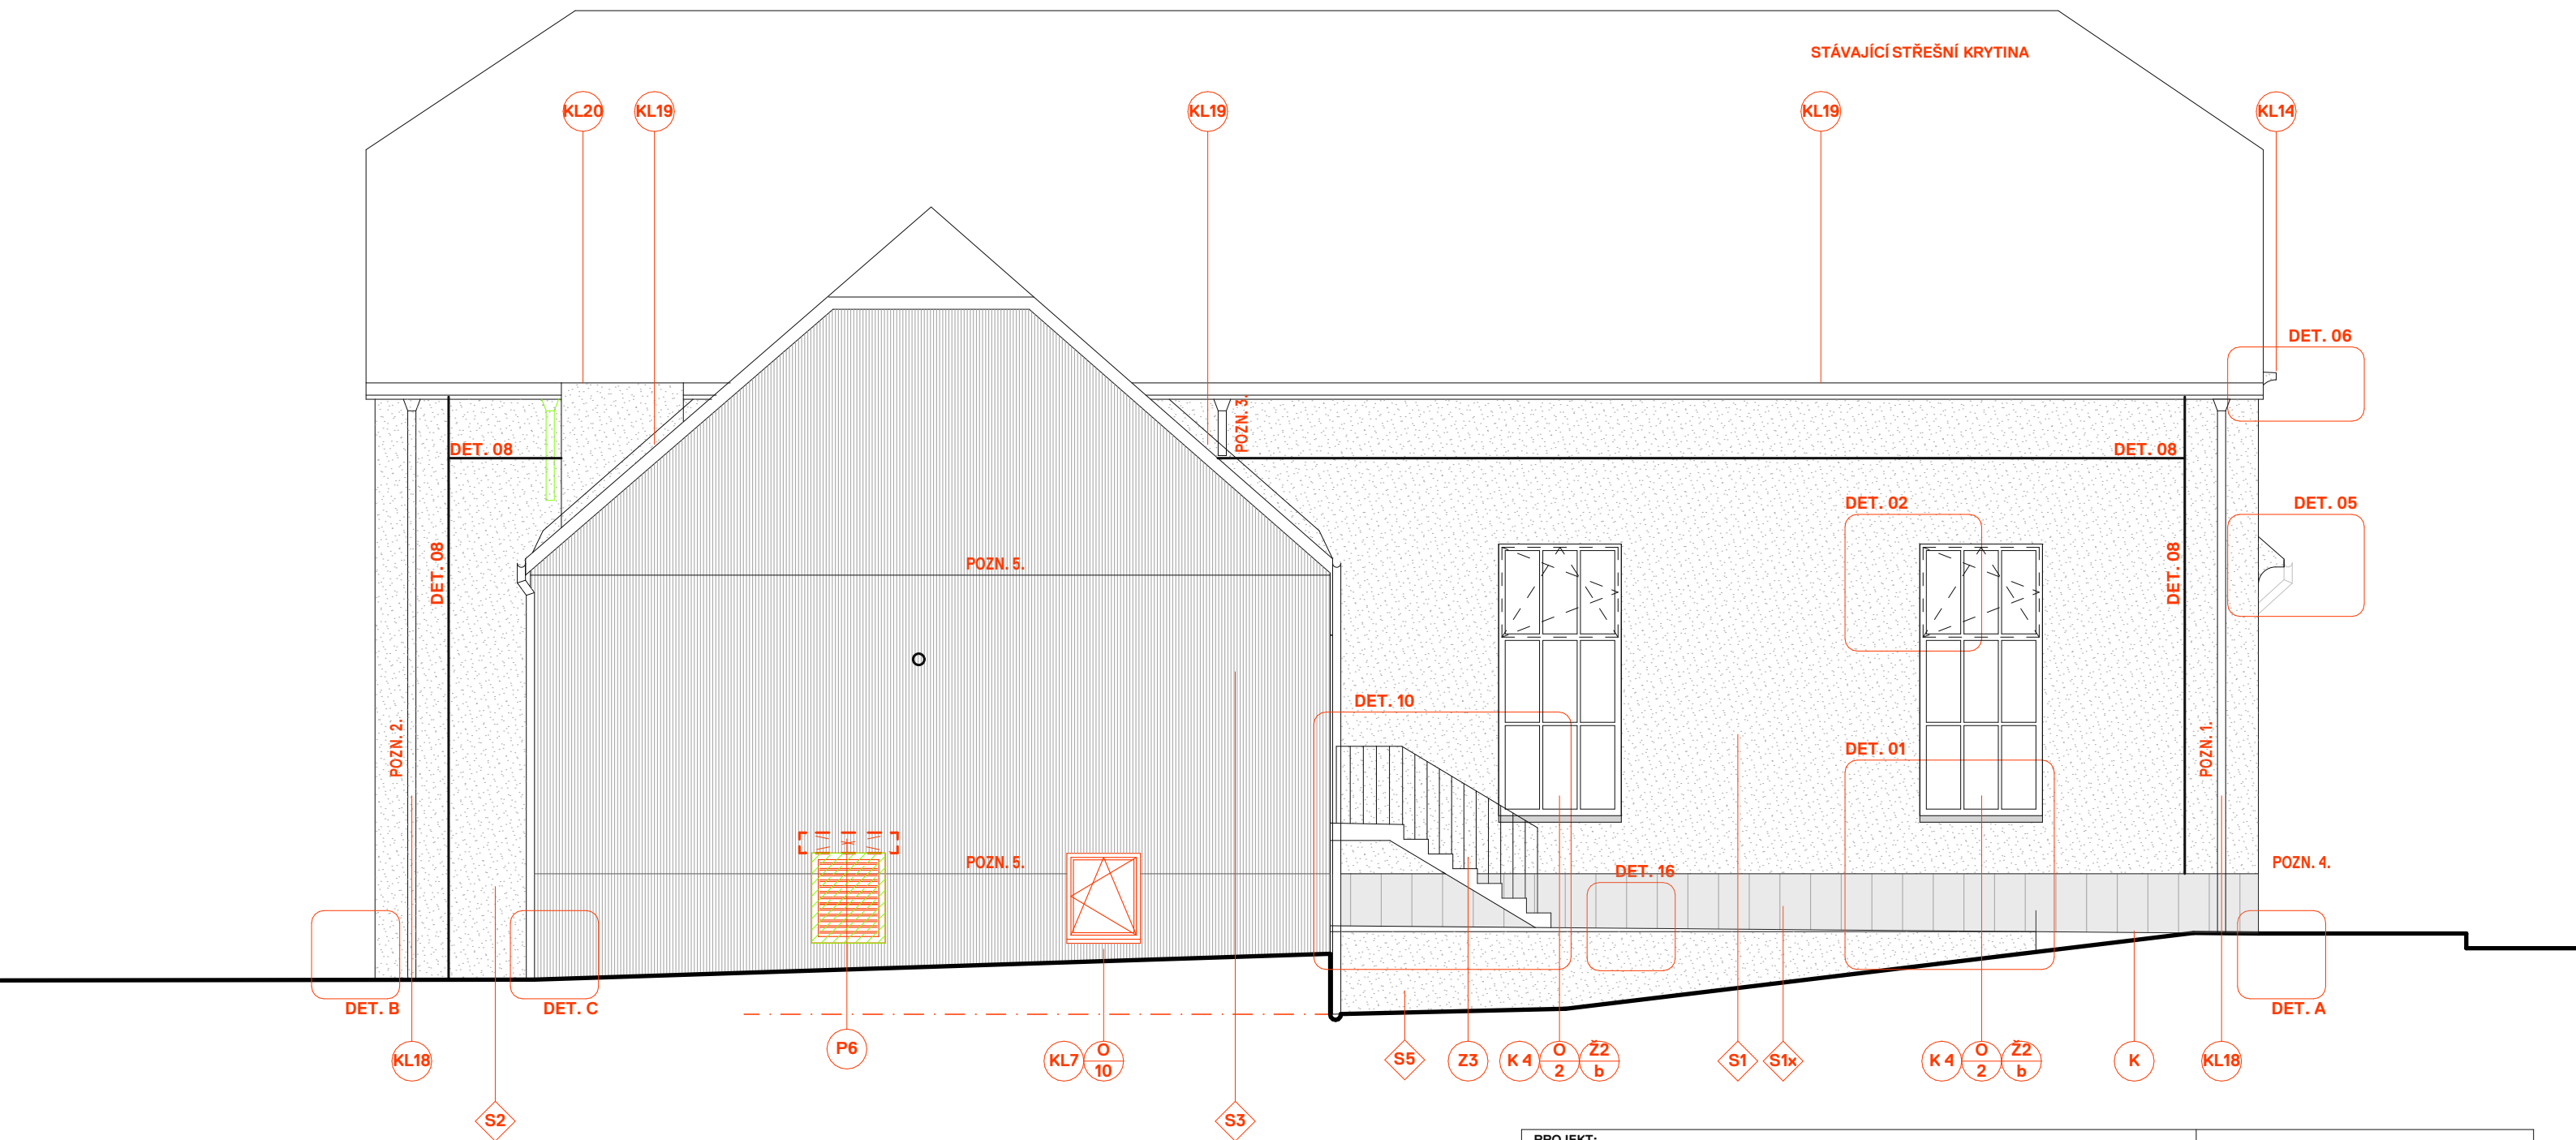 STÁVAJÍCÍ STŘEŠNÍ KRYTINA
KL20
KL19
KL19
KL19
KL14
DET. 06
POZN. 3.
DET. 08
DET. 08
DET. 02
DET. 05
DET. 08
POZN. 5.
DET. 08
DET. 10
POZN. 2.
DET. 01
POZN. 1.
POZN. 5.
POZN. 4.
DET. 16
DET. B
DET. C
DET. A
P6
KL18
KL7
O
10
S5
Z3
K 4
O
2
Ž2
b
S1
S1x
K 4
O
2
Ž2
b
K
KL18
S2
S3
PROJEKT: